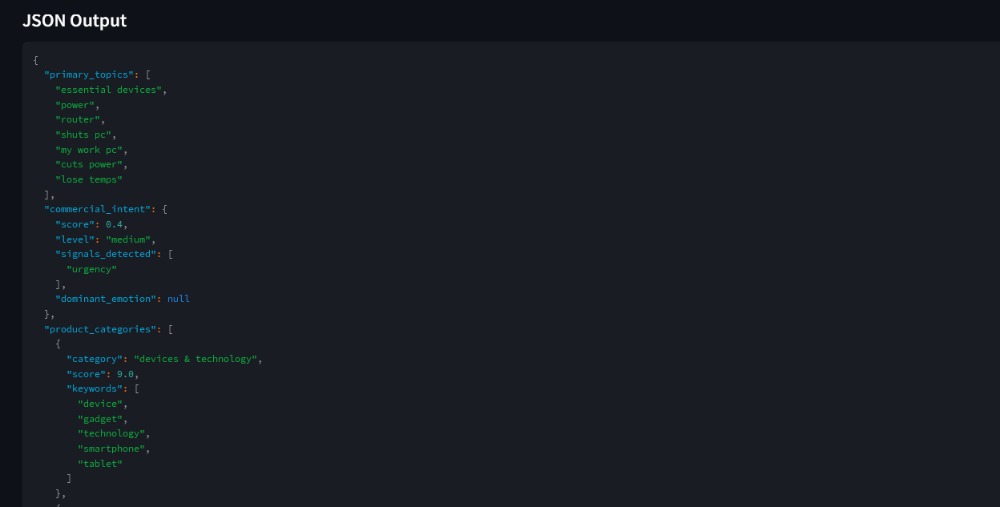 JSON Output
{
  "primary_topics": [
    "essential devices",
    "power",
    "router",
    "shuts pc",
    "my work pc",
    "cuts power",
    "lose temps"
  ],
  "commercial_intent": {
    "score": 0.4,
    "level": "medium",
    "signals_detected": [
      "urgency"
    ],
    "dominant_emotion": null
  },
  "product_categories": [
    {
      "category": "devices & technology",
      "score": 9.0,
      "keywords": [
        "device",
        "gadget",
        "technology",
        "smartphone",
        "tablet"
      ]
    },
    {